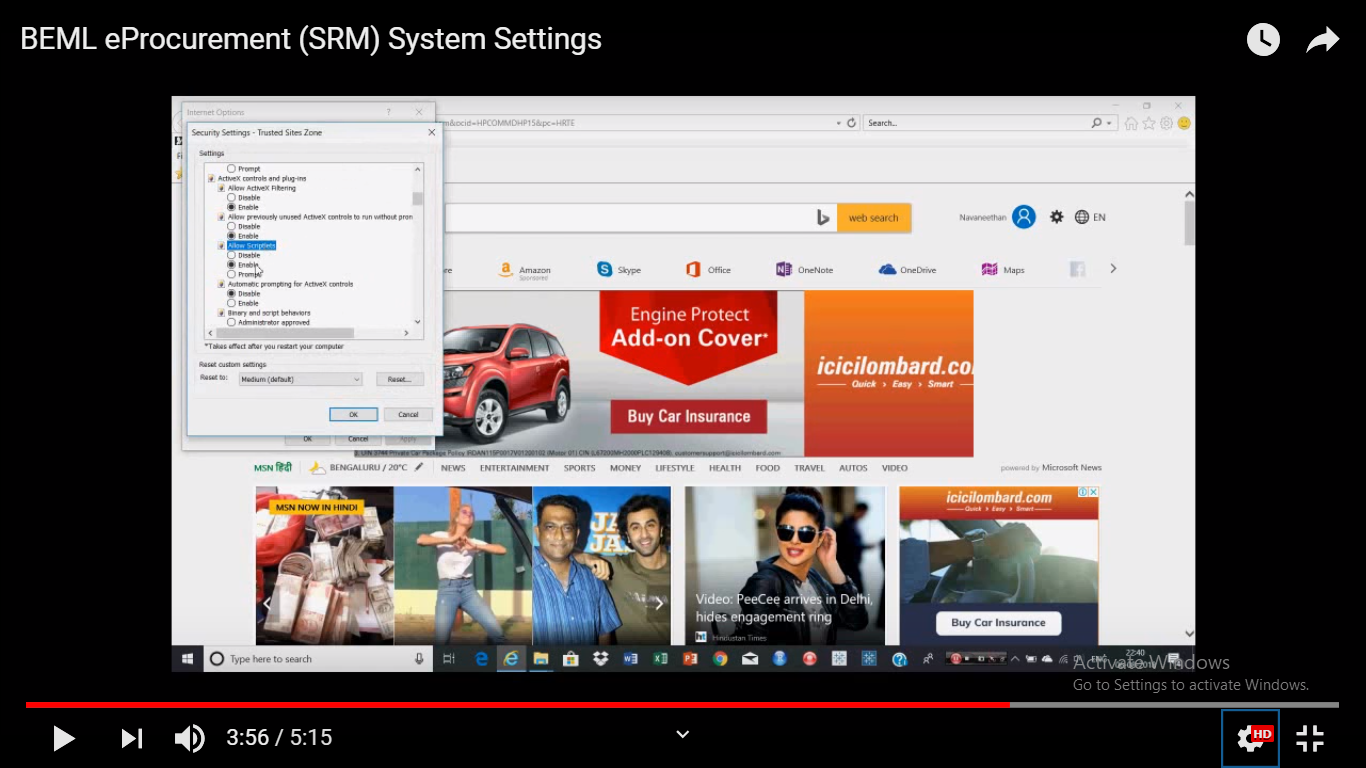 BEML eProcurement (SRM) System Settings
Internet Options
?
Security Settings - Trusted Sites Zone
m&ocid=HPCOMMDHP15&pc=HRTE
Search...
Settings
Prompt
ActiveX controls and plug-ins
Allow ActiveX Filtering
Disable
Enable
Allow previously unused ActiveX controls to run without pron
Disable
Enable
Allow Scriptlets
Disable
Enable
Prompt
Automatic prompting for ActiveX controls
Disable
Enable
Binary and script behaviors
Administrator approved
*Takes effect after you restart your computer
Reset custom settings
Reset to:
Medium (default)
Reset...
OK
Cancel
OK
Cancel
Apply
web search
Navaneethan
EN
re
Amazon
Sponsored
Skype
Office
OneNote
OneDrive
Maps
Engine Protect
Add-on Cover*
Buy Car Insurance
icicilombard.co
Quick > Easy > Smart
MSN हिंदी
BENGALURU / 20°C
NEWS
ENTERTAINMENT
SPORTS
MONEY
LIFESTYLE
HEALTH
FOOD
TRAVEL
AUTOS
VIDEO
powered by Microsoft News
MSN NOW IN HINDI
Video: PeeCee arrives in Delhi,
hides engagement ring
ht Hindustan Times
icicilombard.com
Quick > Easy > Smart
Buy Car Insurance
Type here to search
ENG
22:40
Activate Windows
Go to Settings to activate Windows.
3:56 / 5:15
HD